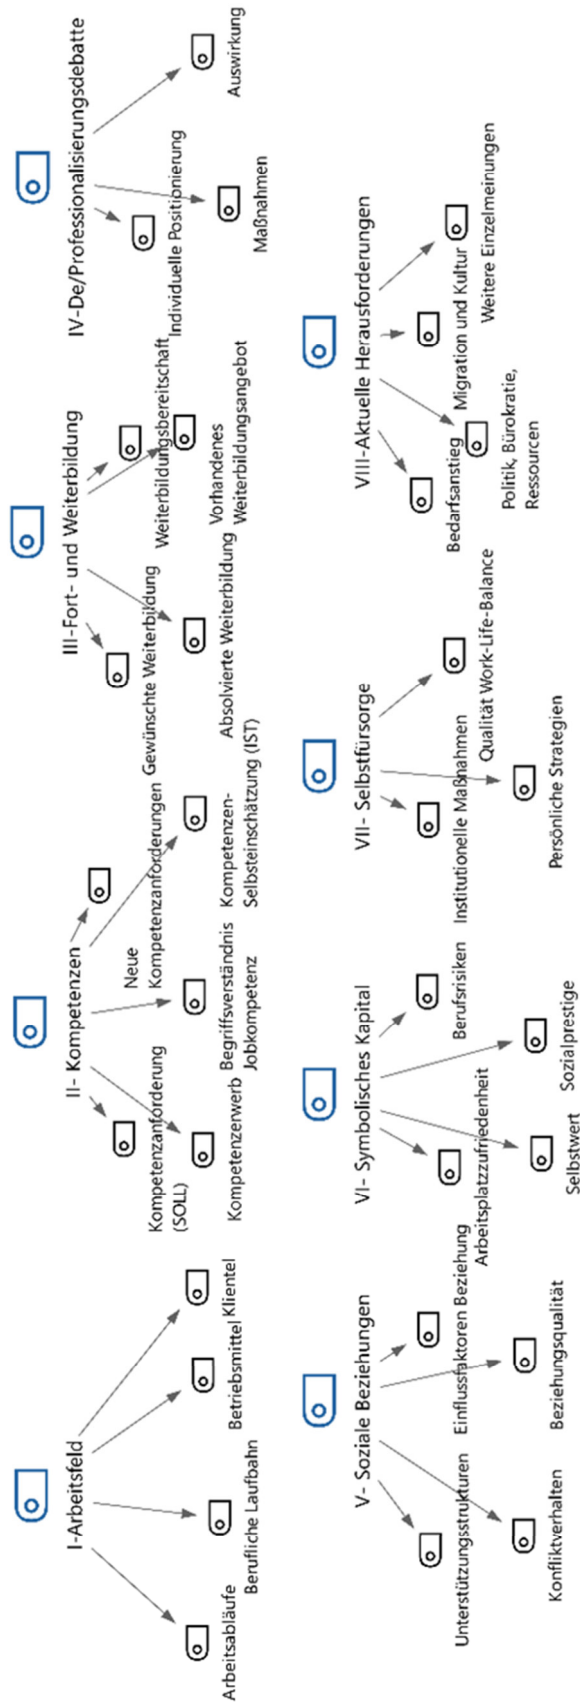 I-Arbeitsfeld
Arbeitsabläufe
Berufliche Laufbahn
Betriebsmittel
Klientel
II- Kompetenzen
Kompetenzanforderung
(SOLL)
Kompetenzerwerb
Begriffsverständnis
Jobkompetenz
Neue
Kompetenzanforderungen
Kompetenzen-
Selbsteinschätzung (IST)
III-Fort- und Weiterbildung
Gewünschte Weiterbildung
Absolvierte Weiterbildung
Weiterbildungsbereitschaft
Vorhandenes
Weiterbildungsangebot
IV-De/Professionalisierungsdebatte
Individuelle Positionierung
Maßnahmen
Auswirkung
V- Soziale Beziehungen
Unterstützungsstrukturen
Konfliktverhalten
Einflussfaktoren Beziehung
Beziehungsqualität
VI- Symbolisches Kapital
Arbeitsplatzzufriedenheit
Selbstwert
Sozialprestige
Berufsrisiken
VII- Selbstfürsorge
Institutionelle Maßnahmen
Persönliche Strategien
Qualität Work-Life-Balance
VIII-Aktuelle Herausforderungen
Bedarfsanstieg
Politik, Bürokratie,
Ressourcen
Migration und Kultur
Weitere Einzelmeinungen